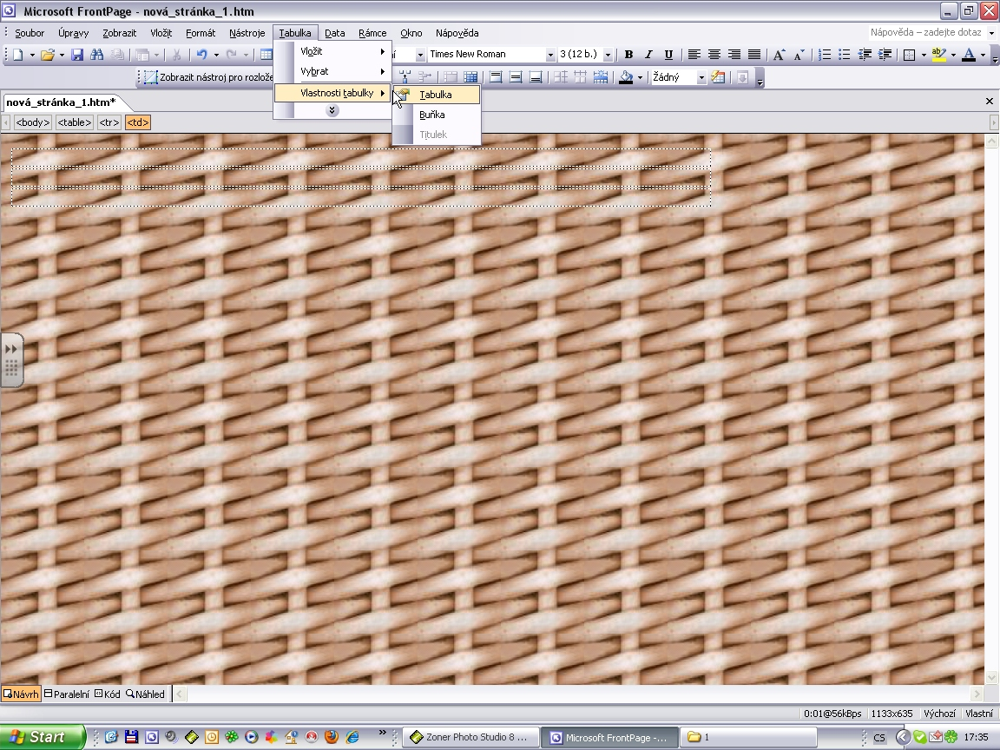 Microsoft FrontPage - nová_stránka_1.htm
Soubor Úpravy Zobrazit Vložit Formát Nástroje Tabulka Data Rámce Okno Nápověda Nápověda – zadejte dotaz
Times New Roman 3 (12 b.) B I U
Zobrazit nástroj pro rozlože Žádný
Vložit
Vybrat
Vlastnosti tabulky
Tabulka
Buňka
Titulek
nová_stránka_1.htm*
<body> <table> <tr> <td>
Návrh Paralelní Kód Náhled
0:01@56kBps 1133x635 Výchozí Vlastní
Start Zoner Photo Studio 8 ... Microsoft FrontPage -... 1 CS 17:35